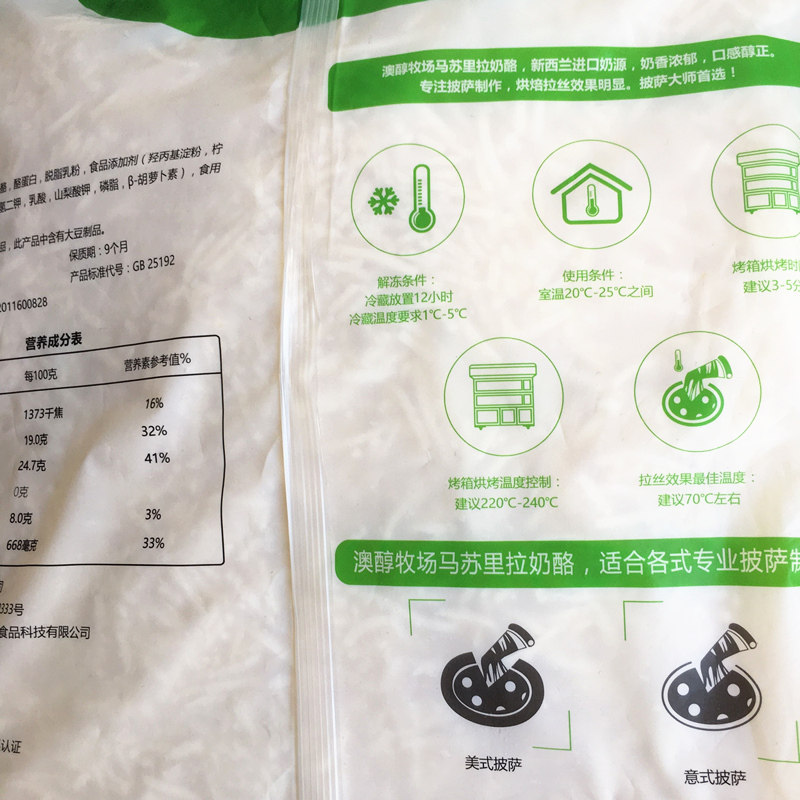 酪蛋白，脱脂乳粉，食品添加剂（羟丙基淀粉，柠
氢二钾，乳酸，山梨酸钾，磷脂，β-胡萝卜素），食用
此产品中含有大豆制品。
保质期：9个月
产品标准代号：GB 25192
2011600828
营养成分表
每100克 营养素参考值%
1373千焦 16%
19.0克 32%
24.7克 41%
0克
8.0克 3%
668毫克 33%
333号
食品科技有限公司
认证
澳醇牧场马苏里拉奶酪，新西兰进口奶源，奶香浓郁，口感醇正。
专注披萨制作，烘焙拉丝效果明显。披萨大师首选！
解冻条件：
冷藏放置12小时
冷藏温度要求1℃-5℃
使用条件：
室温20℃-25℃之间
烤箱烘烤时
建议3-5分
烤箱烘烤温度控制：
建议220℃-240℃
拉丝效果最佳温度：
建议70℃左右
澳醇牧场马苏里拉奶酪，适合各式专业披萨制
美式披萨
意式披萨